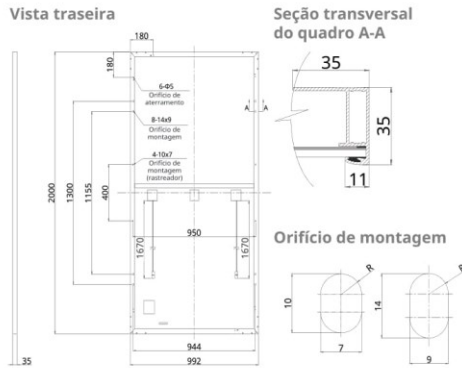 Vista traseira
Seção transversal
do quadro A-A
180
180
6-Φ5
Orifício de
aterramento
8-14x9
Orifício de
montagem
4-10x7
Orifício de
montagem
(rastreador)
A
A
2000
1300
1155
400
1670
1670
950
944
992
35
35
35
11
Orifício de montagem
10
7
R
14
9
R